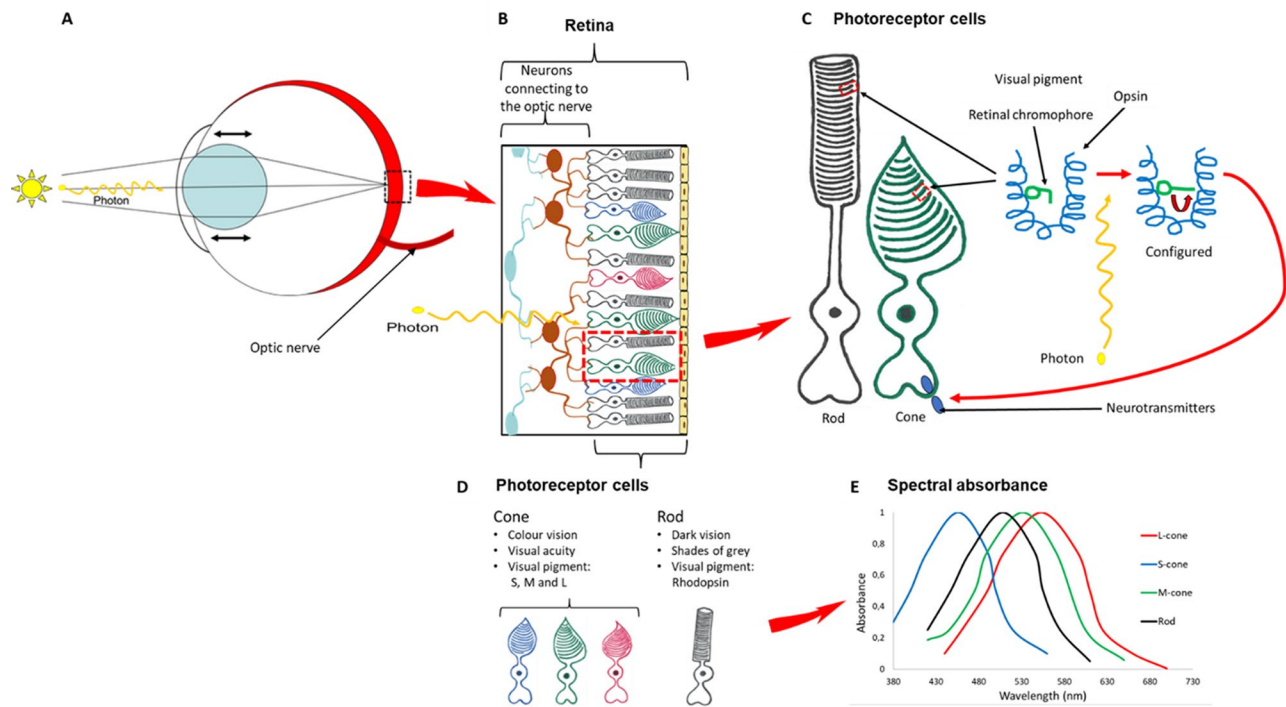 A
Photon
Optic nerve
B
Retina
Neurons
connecting to
the optic nerve
Photon
C
Photoreceptor cells
Visual pigment
Retinal chromophore
Opsin
Configured
Photon
Rod
Cone
Neurotransmitters
D
Photoreceptor cells
Cone
• Colour vision
• Visual acuity
• Visual pigment:
S, M and L
Rod
• Dark vision
• Shades of grey
• Visual pigment:
Rhodopsin
E
Spectral absorbance
Absorbance
1
0,8
0,6
0,4
0,2
0
380
430
480
530
580
630
680
730
Wavelength (nm)
L-cone
S-cone
M-cone
Rod